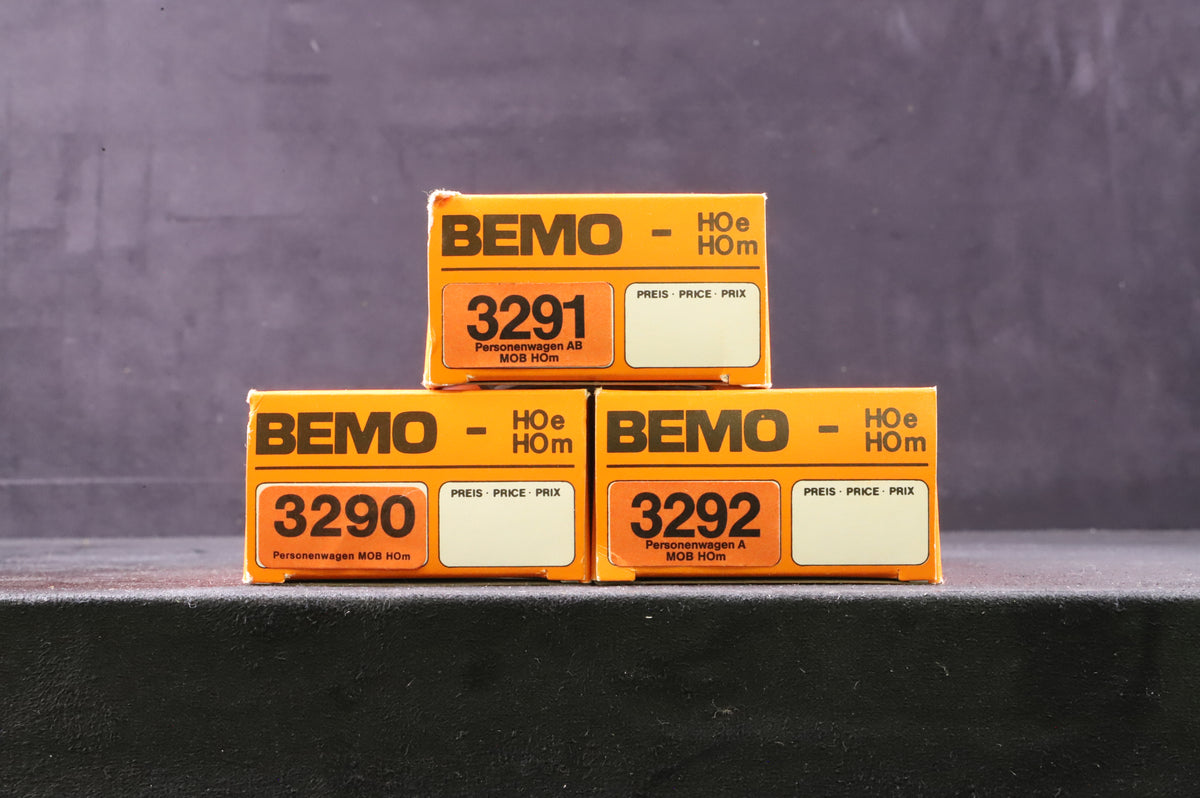 BEMO - HOe
HOm
3291
Personenwagen AB
MOB HOm
PREIS · PRICE · PRIX
BEMO - HOe
HOm
3290
Personenwagen MOB HOm
PREIS · PRICE · PRIX
BEMO - HOe
HOm
3292
Personenwagen A
MOB HOm
PREIS · PRICE · PRIX